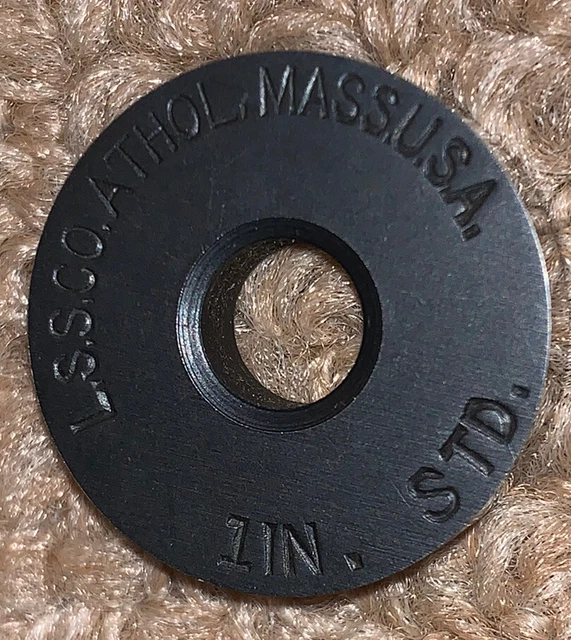 L.S.S.CO. ATHOL, MASS.U.S.A.
1IN. STD.